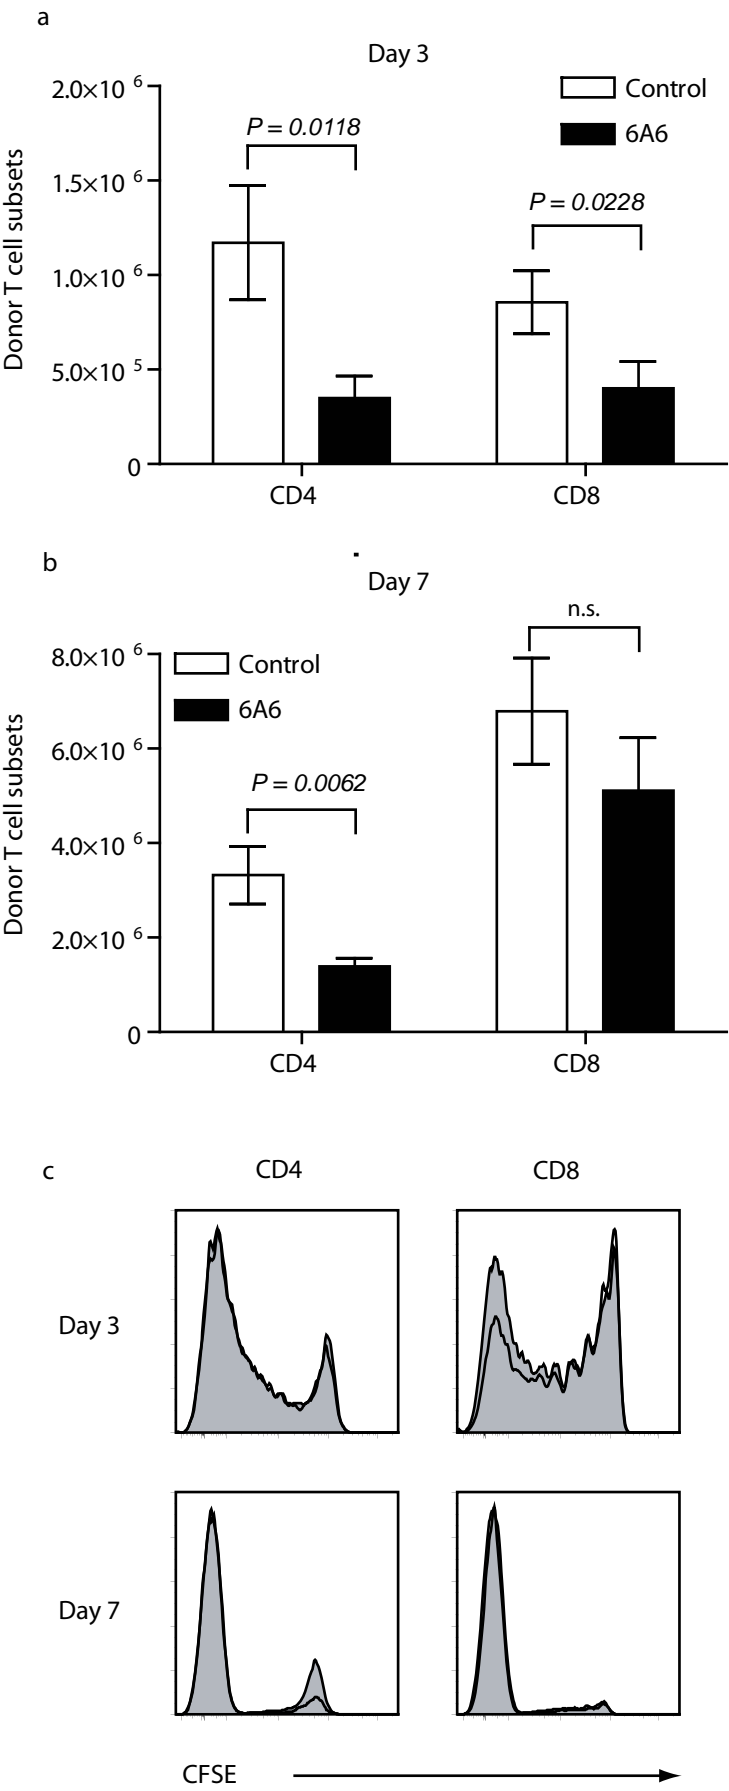 a
Day 3
Control
6A6
P = 0.0118
P = 0.0228
Donor T cell subsets
2.0×10 6
1.5×10 6
1.0×10 6
5.0×10 5
0
CD4
CD8
b
Day 7
n.s.
Control
6A6
P = 0.0062
Donor T cell subsets
8.0×10 6
6.0×10 6
4.0×10 6
2.0×10 6
0
CD4
CD8
c
CD4
CD8
Day 3
Day 7
CFSE